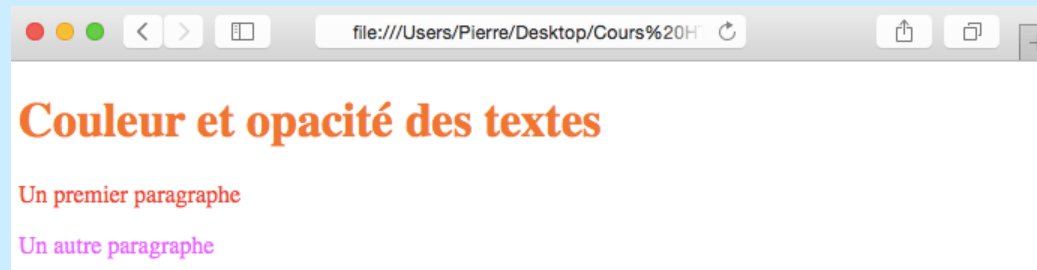 file:///Users/Pierre/Desktop/Cours%20H
Couleur et opacité des textes
Un premier paragraphe
Un autre paragraphe